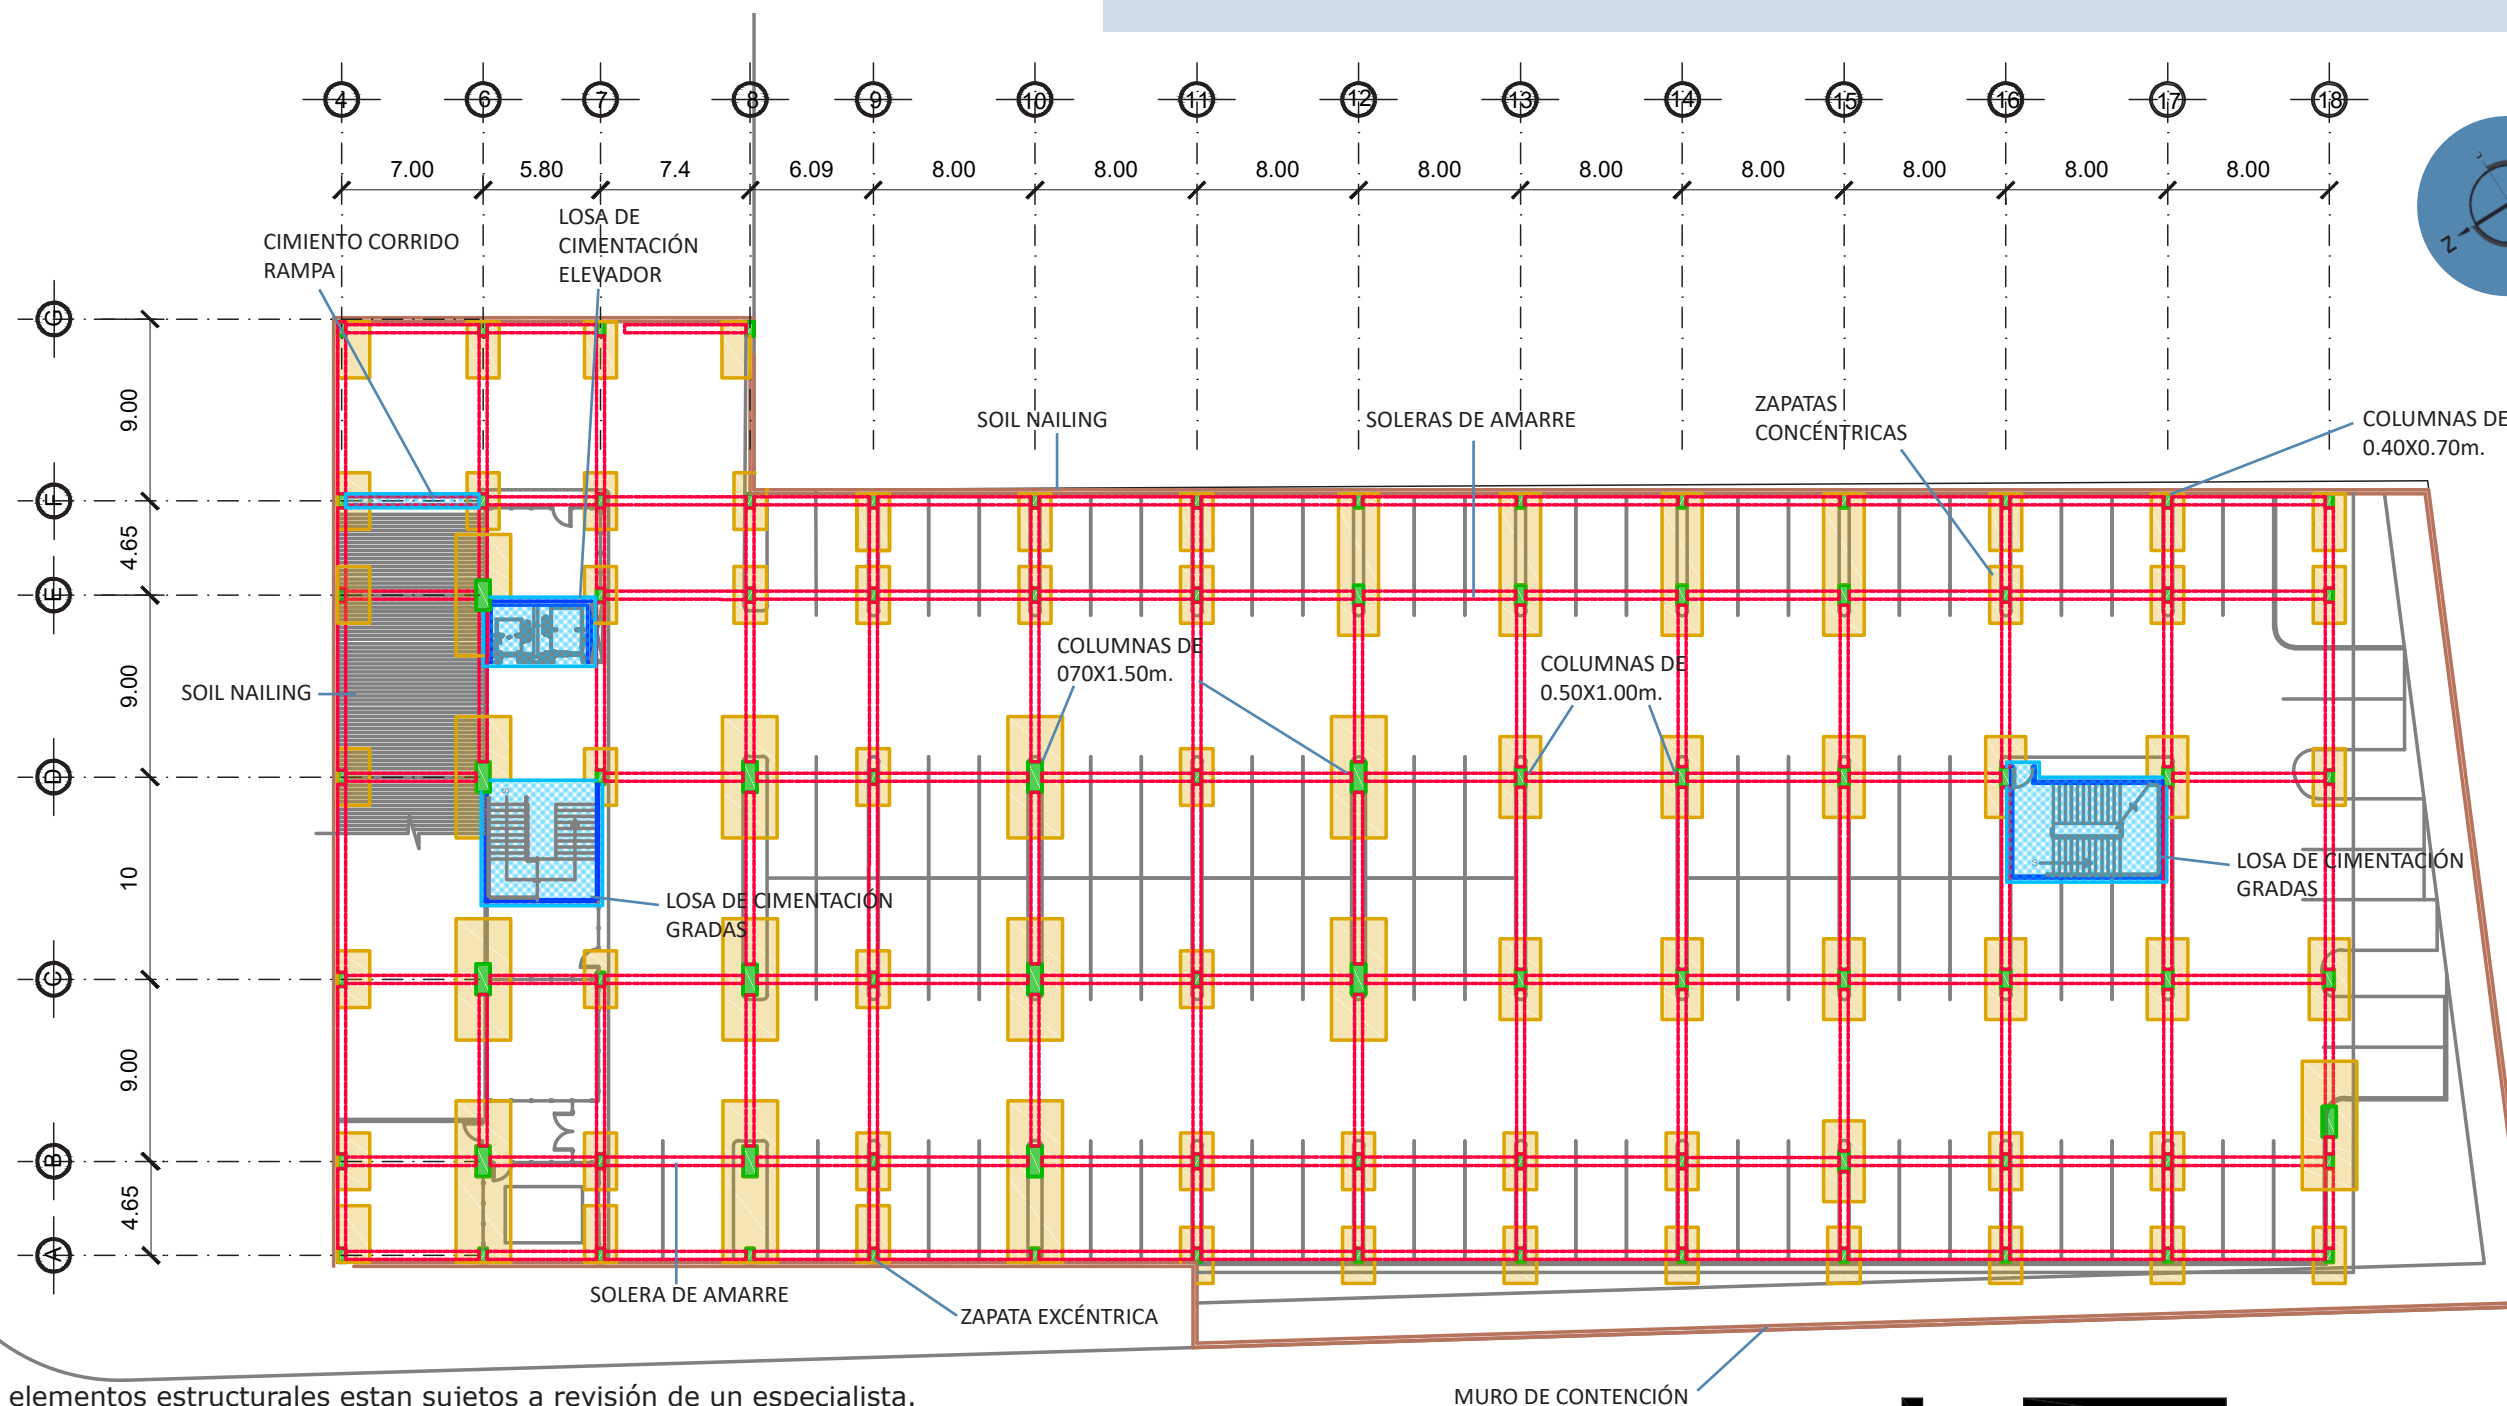 4 6 7 8 9 10 11 12 13 14 15 16 17 18
7.00 5.80 7.4 6.09 8.00 8.00 8.00 8.00 8.00 8.00 8.00 8.00 8.00
N
LOSA DE
CIMENTACIÓN
ELEVADOR
CIMIENTO CORRIDO
RAMPA
G
9.00
F
4.65
E
9.00
D
10
C
9.00
B
4.65
A
SOIL NAILING
SOLERAS DE AMARRE
ZAPATAS
CONCÉNTRICAS
COLUMNAS DE
0.40X0.70m.
COLUMNAS DE
070X1.50m.
COLUMNAS DE
0.50X1.00m.
SOIL NAILING
LOSA DE CIMENTACIÓN
GRADAS
LOSA DE CIMENTACIÓN
GRADAS
SOLERA DE AMARRE
ZAPATA EXCÉNTRICA
MURO DE CONTENCIÓN
elementos estructurales estan sujetos a revisión de un especialista.